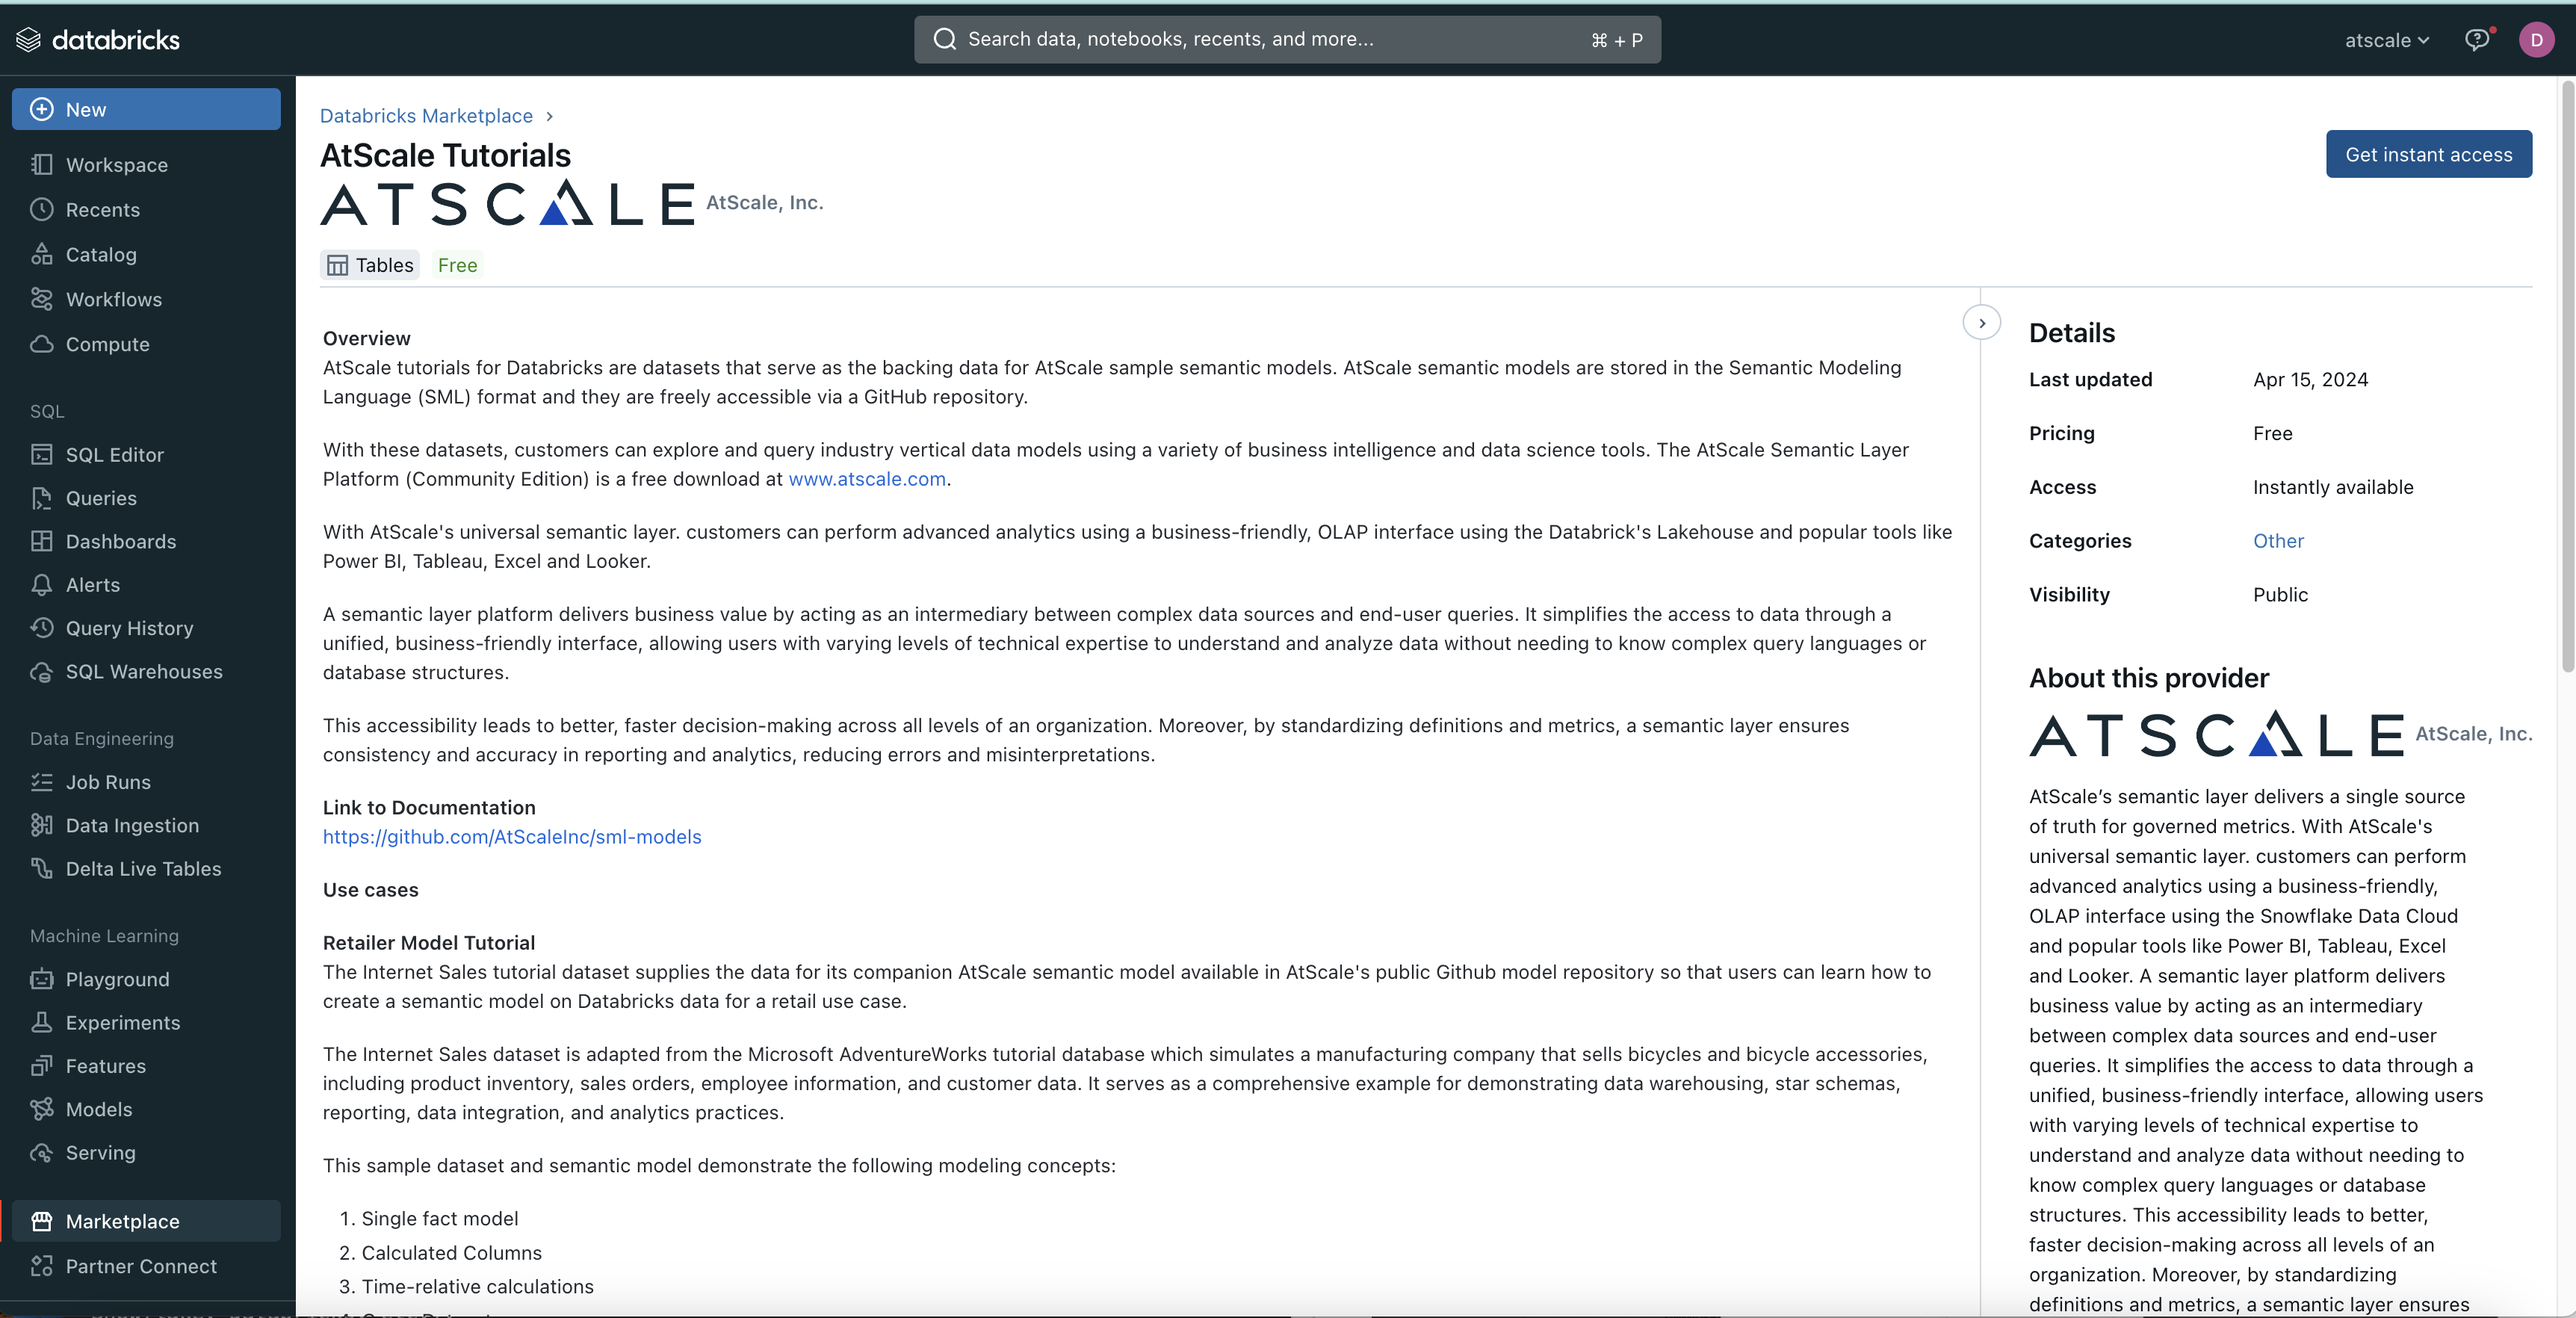 databricks
Search data, notebooks, recents, and more...
⌘ + P
atscale
D
New
Workspace
Recents
Catalog
Workflows
Compute
SQL
SQL Editor
Queries
Dashboards
Alerts
Query History
SQL Warehouses
Data Engineering
Job Runs
Data Ingestion
Delta Live Tables
Machine Learning
Playground
Experiments
Features
Models
Serving
Marketplace
Partner Connect
Databricks Marketplace ›
AtScale Tutorials
Get instant access
ATSCALE AtScale, Inc.
Tables Free
Overview
AtScale tutorials for Databricks are datasets that serve as the backing data for AtScale sample semantic models. AtScale semantic models are stored in the Semantic Modeling
Language (SML) format and they are freely accessible via a GitHub repository.
With these datasets, customers can explore and query industry vertical data models using a variety of business intelligence and data science tools. The AtScale Semantic Layer
Platform (Community Edition) is a free download at www.atscale.com.
With AtScale's universal semantic layer. customers can perform advanced analytics using a business-friendly, OLAP interface using the Databrick's Lakehouse and popular tools like
Power BI, Tableau, Excel and Looker.
A semantic layer platform delivers business value by acting as an intermediary between complex data sources and end-user queries. It simplifies the access to data through a
unified, business-friendly interface, allowing users with varying levels of technical expertise to understand and analyze data without needing to know complex query languages or
database structures.
This accessibility leads to better, faster decision-making across all levels of an organization. Moreover, by standardizing definitions and metrics, a semantic layer ensures
consistency and accuracy in reporting and analytics, reducing errors and misinterpretations.
Link to Documentation
https://github.com/AtScaleInc/sml-models
Use cases
Retailer Model Tutorial
The Internet Sales tutorial dataset supplies the data for its companion AtScale semantic model available in AtScale's public Github model repository so that users can learn how to
create a semantic model on Databricks data for a retail use case.
The Internet Sales dataset is adapted from the Microsoft AdventureWorks tutorial database which simulates a manufacturing company that sells bicycles and bicycle accessories,
including product inventory, sales orders, employee information, and customer data. It serves as a comprehensive example for demonstrating data warehousing, star schemas,
reporting, data integration, and analytics practices.
This sample dataset and semantic model demonstrate the following modeling concepts:
1. Single fact model
2. Calculated Columns
3. Time-relative calculations
Details
Last updated Apr 15, 2024
Pricing Free
Access Instantly available
Categories Other
Visibility Public
About this provider
ATSCALE AtScale, Inc.
AtScale’s semantic layer delivers a single source
of truth for governed metrics. With AtScale's
universal semantic layer. customers can perform
advanced analytics using a business-friendly,
OLAP interface using the Snowflake Data Cloud
and popular tools like Power BI, Tableau, Excel
and Looker. A semantic layer platform delivers
business value by acting as an intermediary
between complex data sources and end-user
queries. It simplifies the access to data through a
unified, business-friendly interface, allowing users
with varying levels of technical expertise to
understand and analyze data without needing to
know complex query languages or database
structures. This accessibility leads to better,
faster decision-making across all levels of an
organization. Moreover, by standardizing
definitions and metrics, a semantic layer ensures